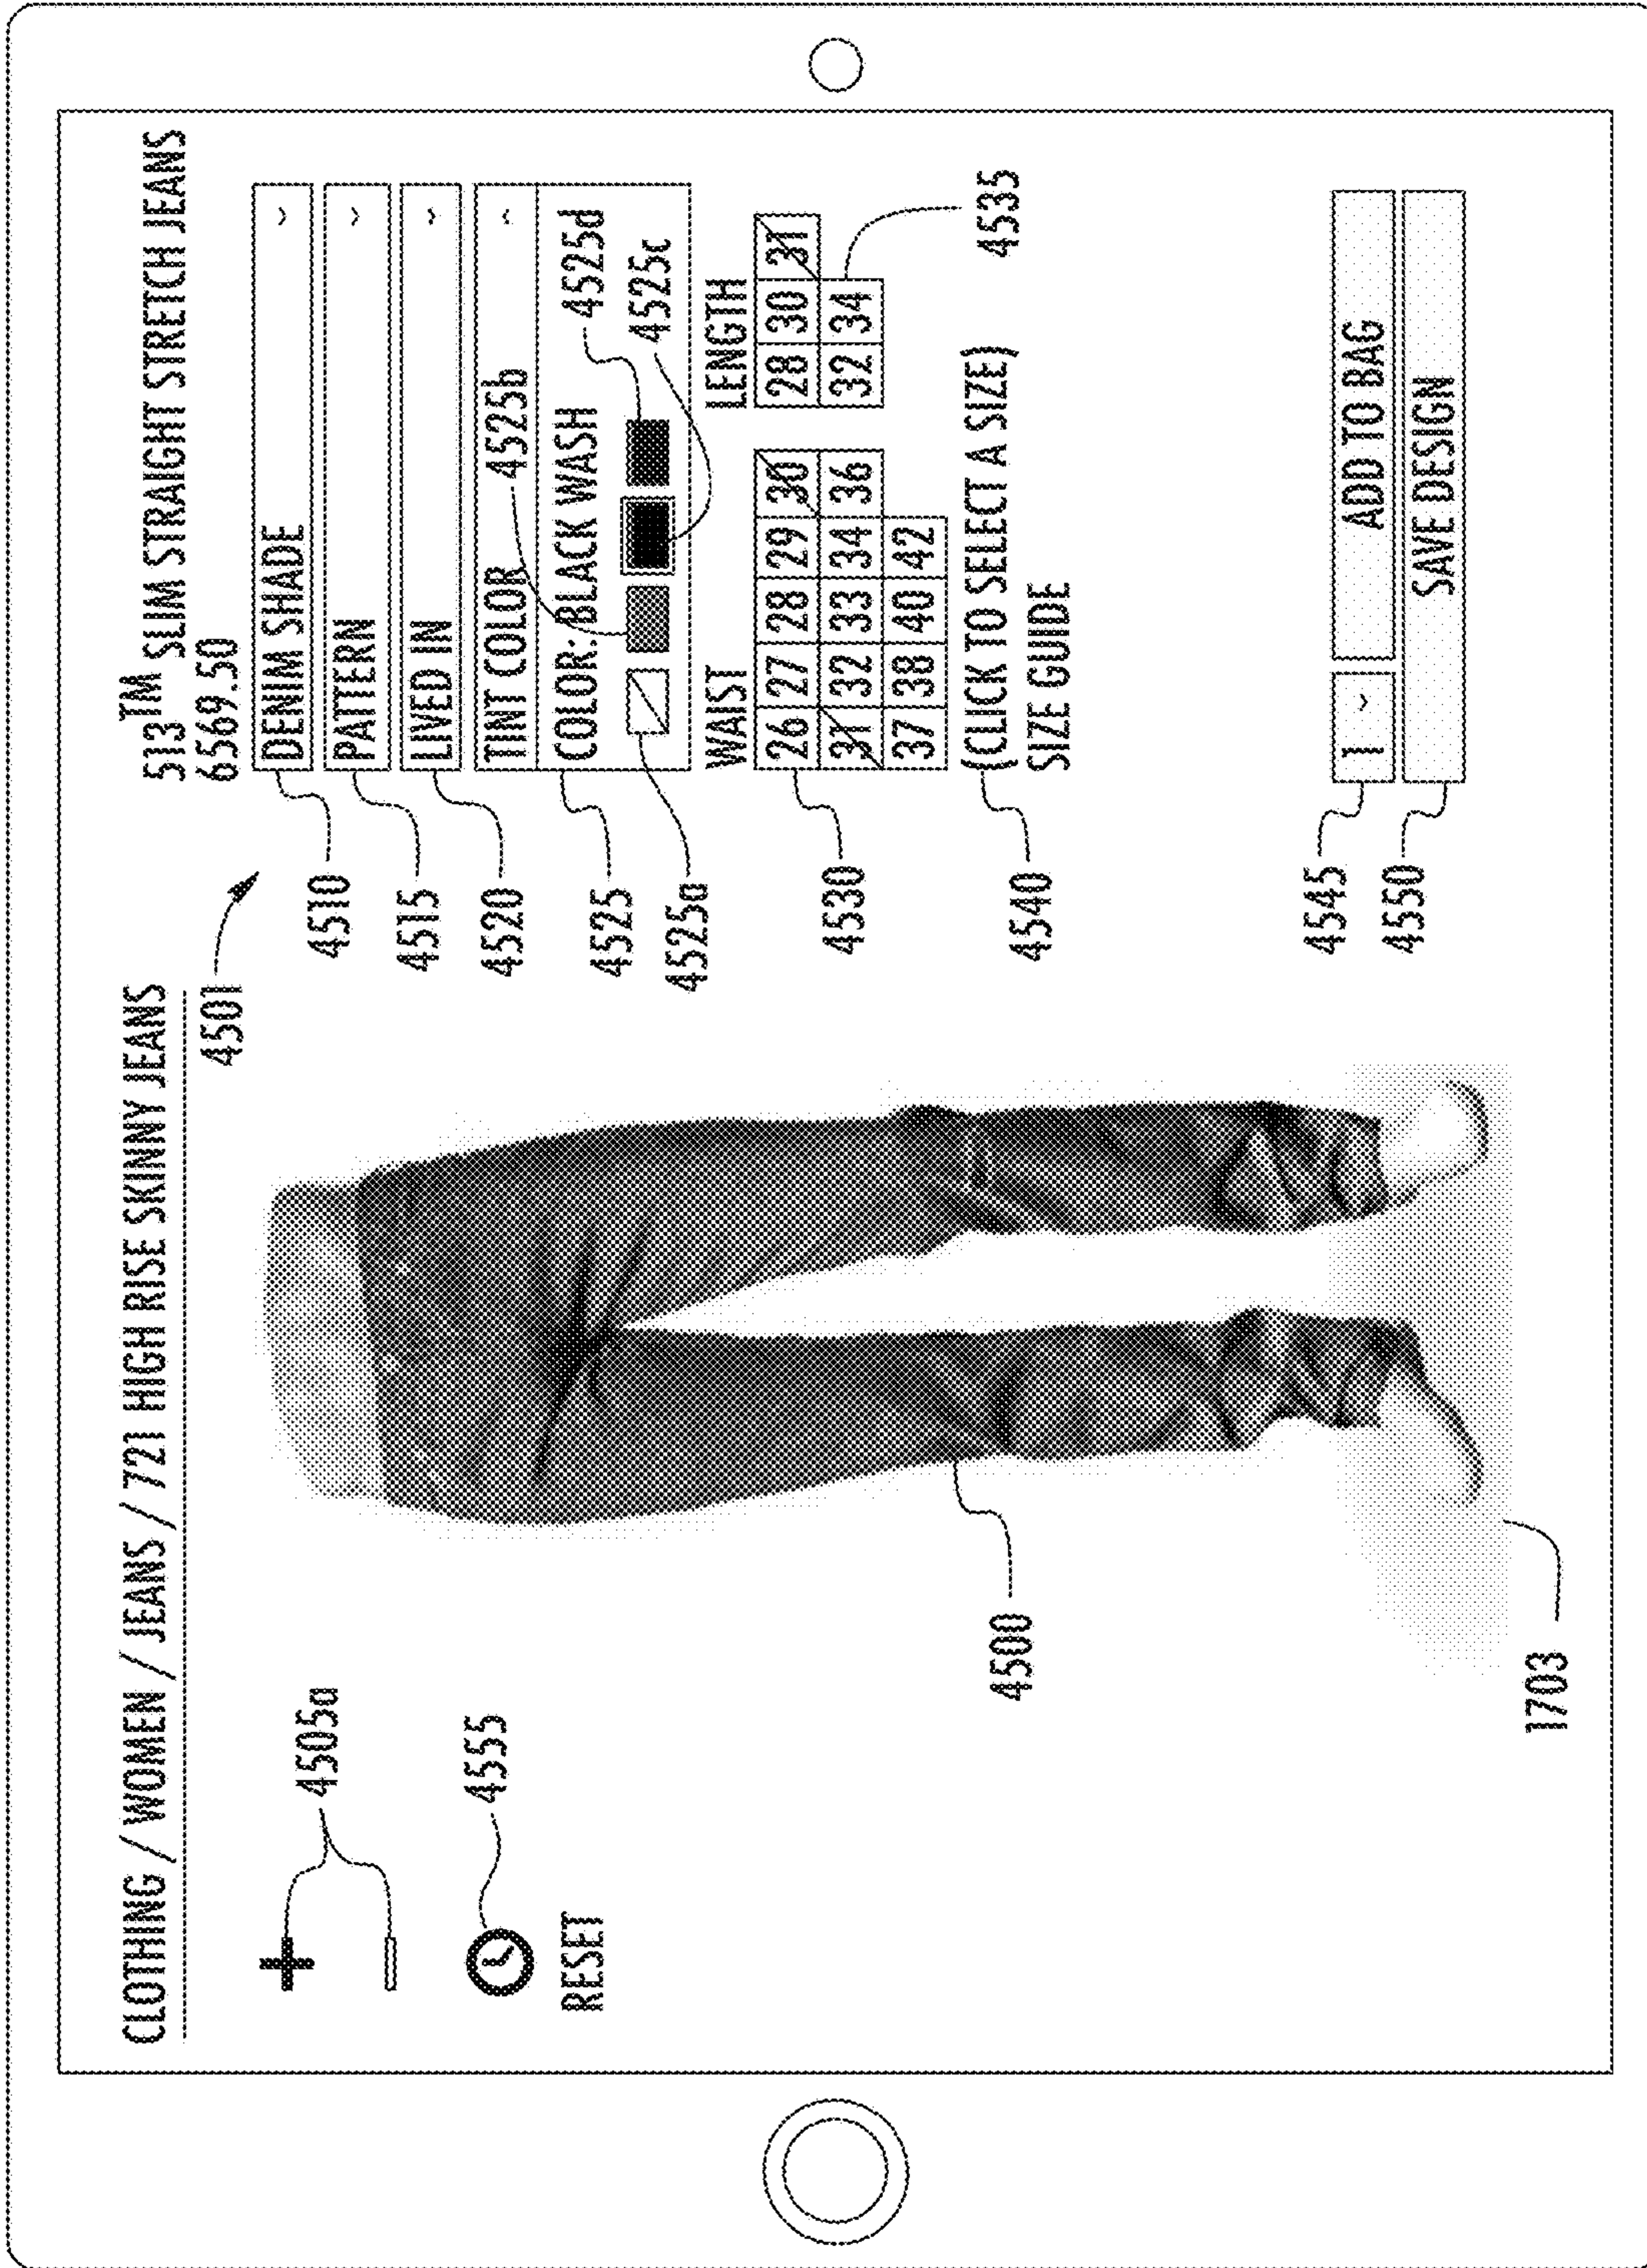 CLOTHING / WOMEN / JEANS / 721 HIGH RISE SKINNY JEANS
4505a
4555
RESET
4500
1703
4501
513TM SLIM STRAIGHT STRETCH JEANS
6569.50
4510
DENIM SHADE
4515
PATTERN
4520
LIVED IN
TINT COLOR
4525b
4525
COLOR: BLACK WASH
4525d
4525a
4525c
WAIST
26 27 28 29 30
31 32 33 34 36
37 38 40 42
4530
LENGTH
28 30 31
32 34
4535
4540
(CLICK TO SELECT A SIZE)
SIZE GUIDE
4545
1
ADD TO BAG
4550
SAVE DESIGN